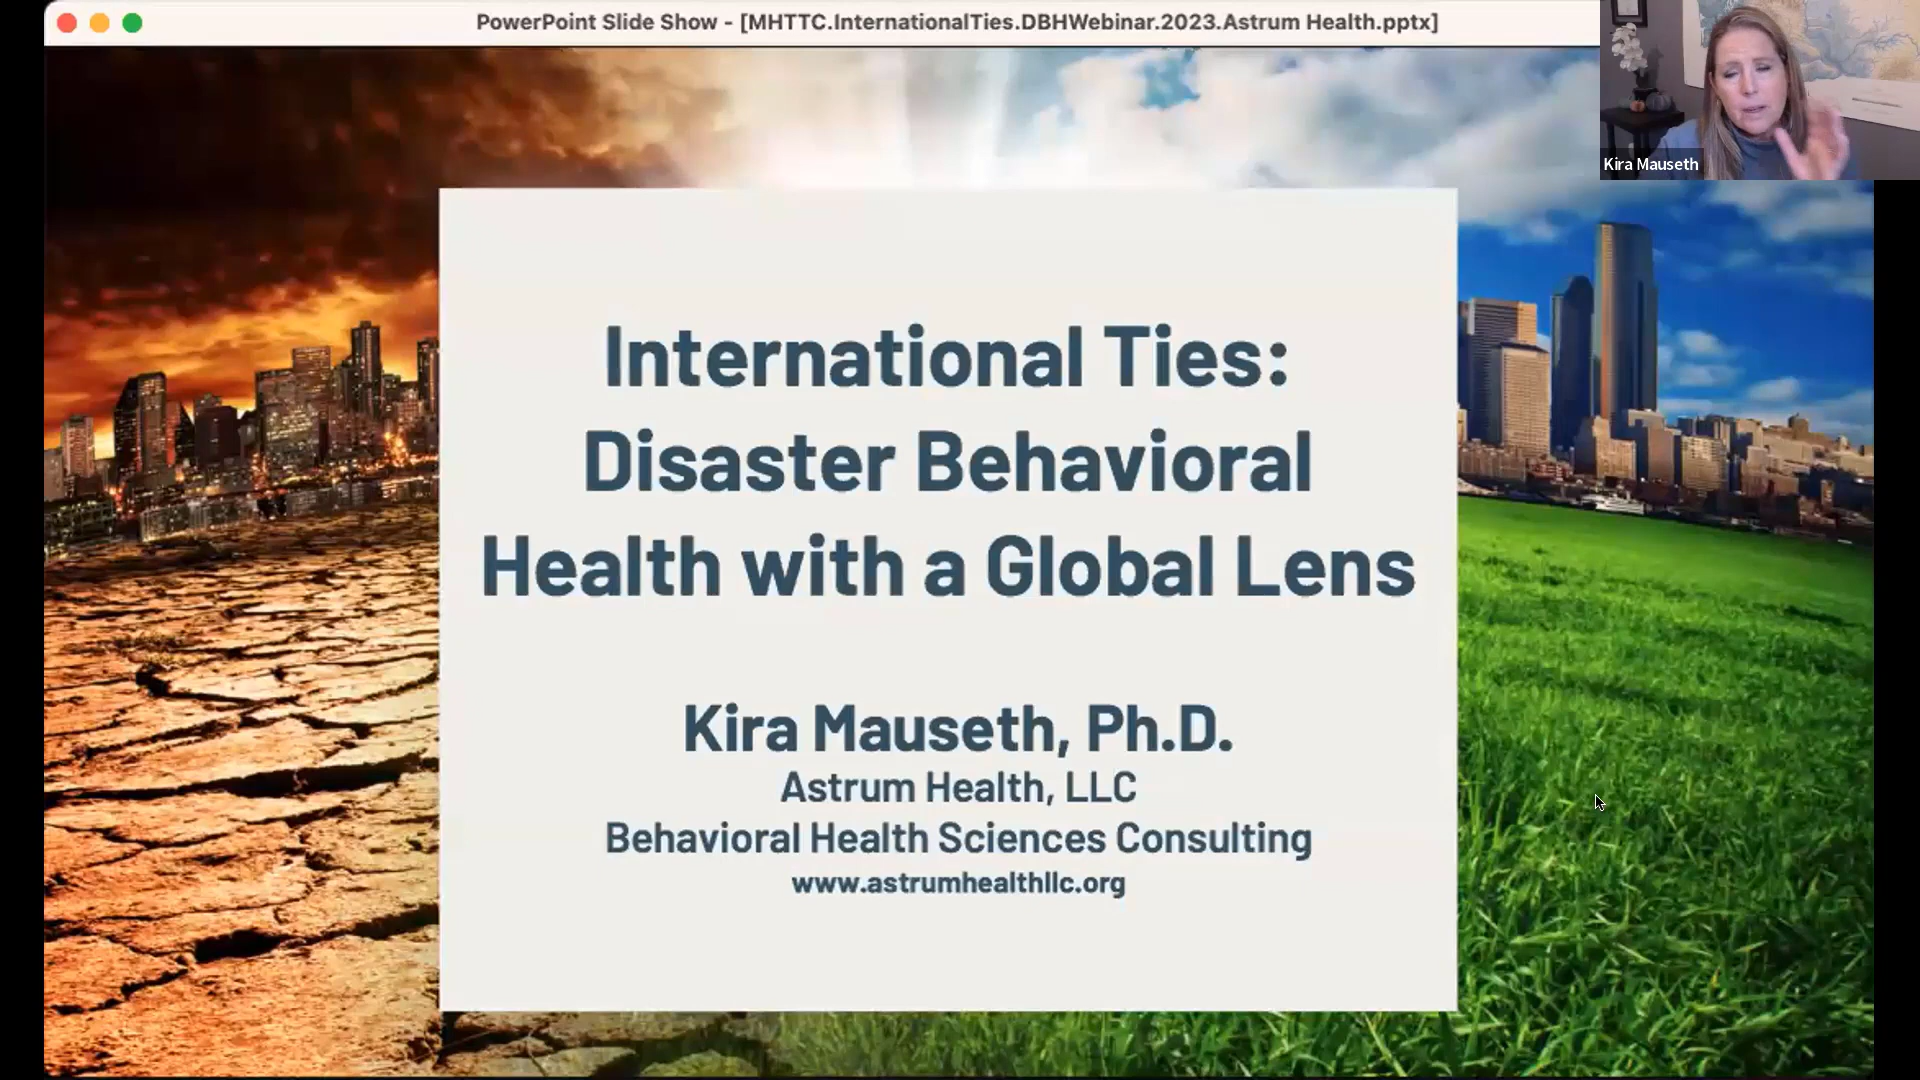 PowerPoint Slide Show - [MHTTC.InternationalTies.DBHWebinar.2023.Astrum Health.pptx]
Kira Mauseth
International Ties:
Disaster Behavioral
Health with a Global Lens
Kira Mauseth, Ph.D.
Astrum Health, LLC
Behavioral Health Sciences Consulting
www.astrumhealthllc.org